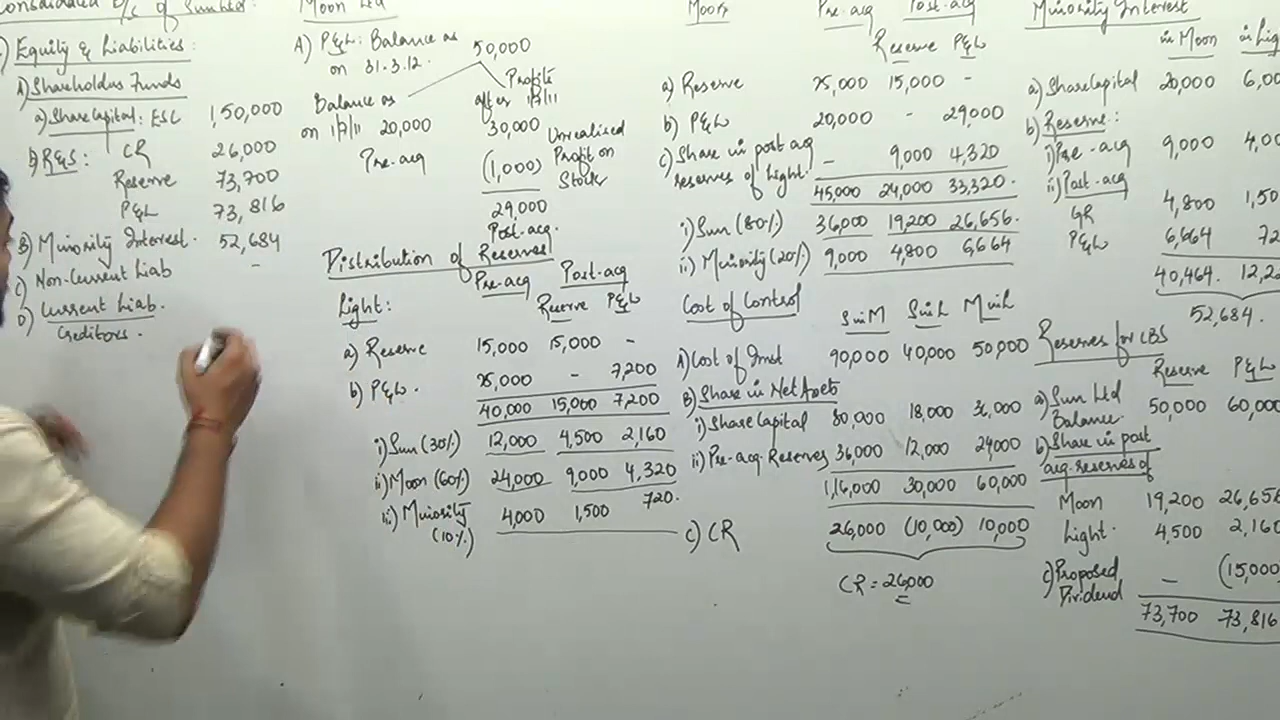 Consolidated B/S of Sun Ltd:
Equity & Liabilities:
A) Shareholders Funds
a) Share Capital: ESC 1,50,000
b) R&S: CR 26,000
Reserve 73,700
P&L 73,816
B) Minority Interest. 52,684
C) Non-Current Liab -
D) Current Liab.
Creditors.
Moon Ltd
A) P&L: Balance as 50,000
on 31.3.12.
Balance as
on 1/7/11 20,000
Pre-acq
Profits
after 1/7/11
30,000
(1,000)
Unrealised
Profit on
Stock
29,000
Post-acq.
Distribution of Reserves
Pre-acq Post-acq
Light: Reserve P&L
a) Reserve 15,000 15,000 -
b) P&L. 25,000 - 7,200
40,000 15,000 7,200
i) Sun (30%) 12,000 4,500 2,160
ii) Moon (60%) 24,000 9,000 4,320
iii) Minority 4,000 1,500 720.
(10%)
Moon Pre-acq Post-acq
Reserve P&L
a) Reserve 25,000 15,000 -
b) P&L 20,000 - 29,000
c) Share in post acq - 9,000 4,320
reserves of Light.
45,000 24,000 33,320.
i) Sun (80%) 36,000 19,200 26,656.
ii) Minority (20%) 9,000 4,800 6,664
Cost of Control
Sun M Sun L M in L
A) Cost of Invst 90,000 40,000 50,000
B) Share in Net Assets
i) Share Capital 80,000 18,000 36,000
ii) Pre-acq. Reserves 36,000 12,000 24000
1,16,000 30,000 60,000
c) CR 26,000 (10,000) 10,000
CR = 26,000
Minority Interest
in Moon in Lig
a) Share Capital 20,000 6,00
b) Reserve:
i) Pre-acq 9,000 4,00
ii) Post-acq
GR 4,800 1,50
P&L 6,664 72
40,464. 12,2
52,684.
Reserves for CBS
Reserve P&L
a) Sun Ltd
Balance. 50,000 60,000
b) Share in post
acq. reserves of
Moon 19,200 26,656
Light. 4,500 2,160
c) Proposed - (15,000
Dividend
73,700 73,816